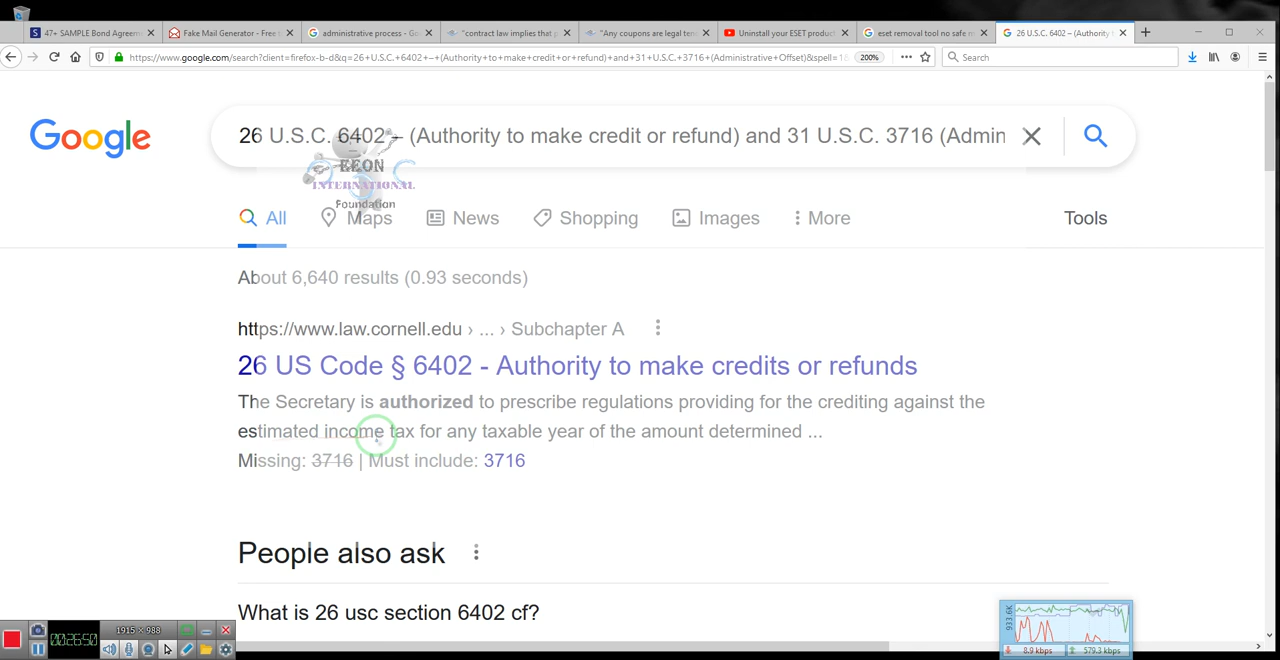 47+ SAMPLE Bond Agreem
Fake Mail Generator - Free t
administrative process - Go
"contract law implies that p
"Any coupons are legal ten
Uninstall your ESET product
eset removal tool no safe m
26 U.S.C. 6402 – (Authority t
https://www.google.com/search?client=firefox-b-d&q=26+U.S.C.+6402+–+(Authority+to+make+credit+or+refund)+and+31+U.S.C.+3716+(Administrative+Offset)&spell=1&
200%
Search
Google
26 U.S.C. 6402 – (Authority to make credit or refund) and 31 U.S.C. 3716 (Admin
EEON
INTERNATIONAL
Foundation
All
Maps
News
Shopping
Images
More
Tools
About 6,640 results (0.93 seconds)
https://www.law.cornell.edu › ... › Subchapter A
26 US Code § 6402 - Authority to make credits or refunds
The Secretary is authorized to prescribe regulations providing for the crediting against the
estimated income tax for any taxable year of the amount determined ...
Missing: 3716 | Must include: 3716
People also ask
What is 26 usc section 6402 cf?
00:26:50
1915 × 988
933.6K
8.9 kbps
579.3 kbps